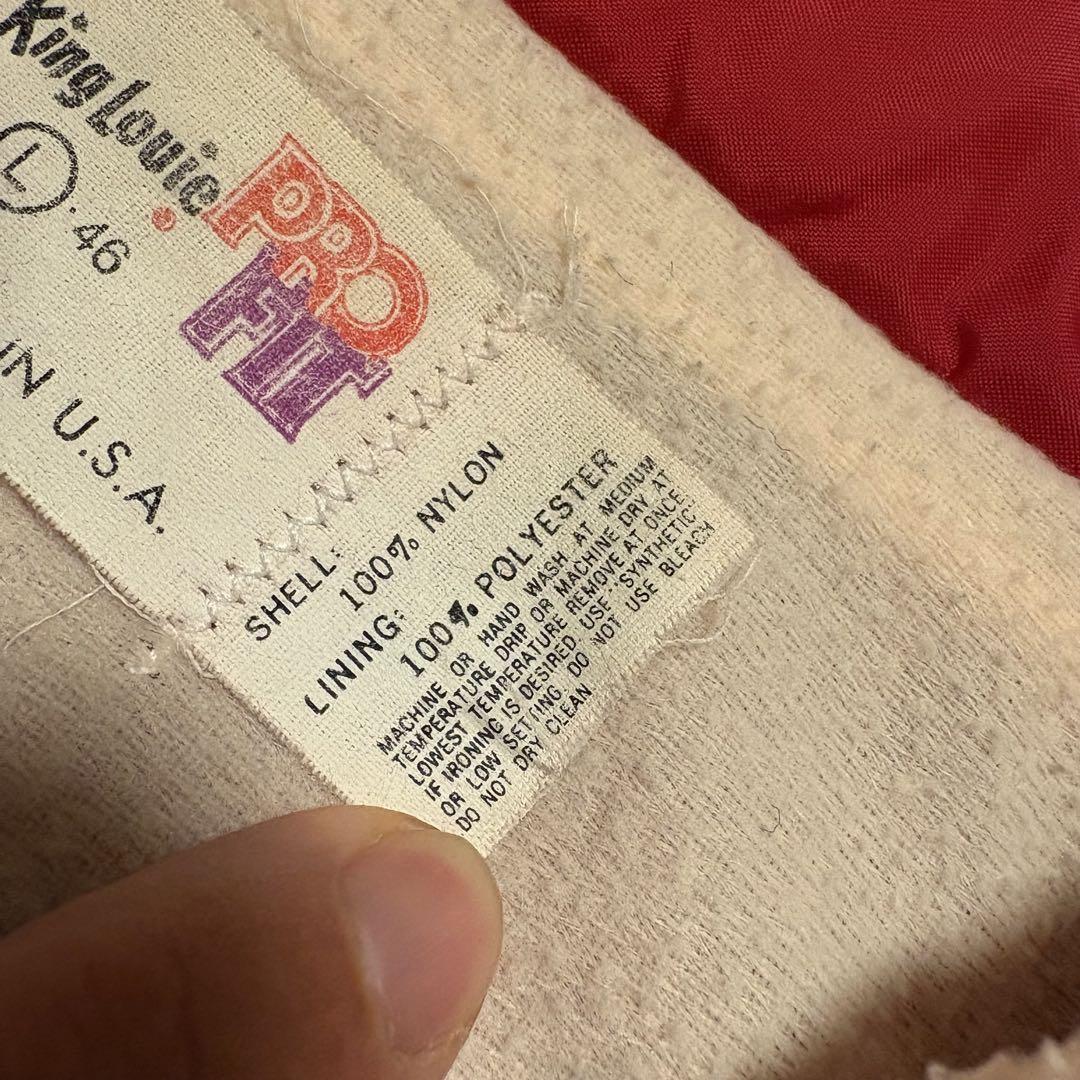 King Louie
PRO
FIT
L.46
IN U.S.A.
SHELL:
100% NYLON
LINING:
100% POLYESTER
MACHINE OR HAND WASH AT MEDIUM
TEMPERATURE DRIP OR MACHINE DRY AT
LOWEST TEMPERATURE REMOVE AT ONCE
IF IRONING IS DESIRED USE "SYNTHETIC"
OR LOW SETTING DO NOT USE BLEACH
DO NOT DRY CLEAN